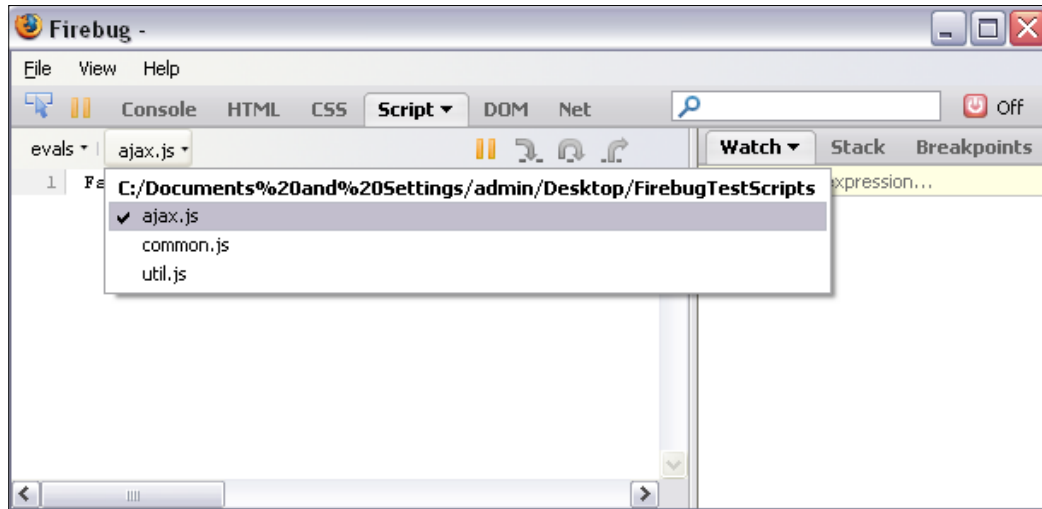 Firebug -
File View Help
Console HTML CSS Script DOM Net Off
evals ajax.js Watch Stack Breakpoints
1 Fa xpression...
C:/Documents%20and%20Settings/admin/Desktop/FirebugTestScripts
ajax.js
common.js
util.js